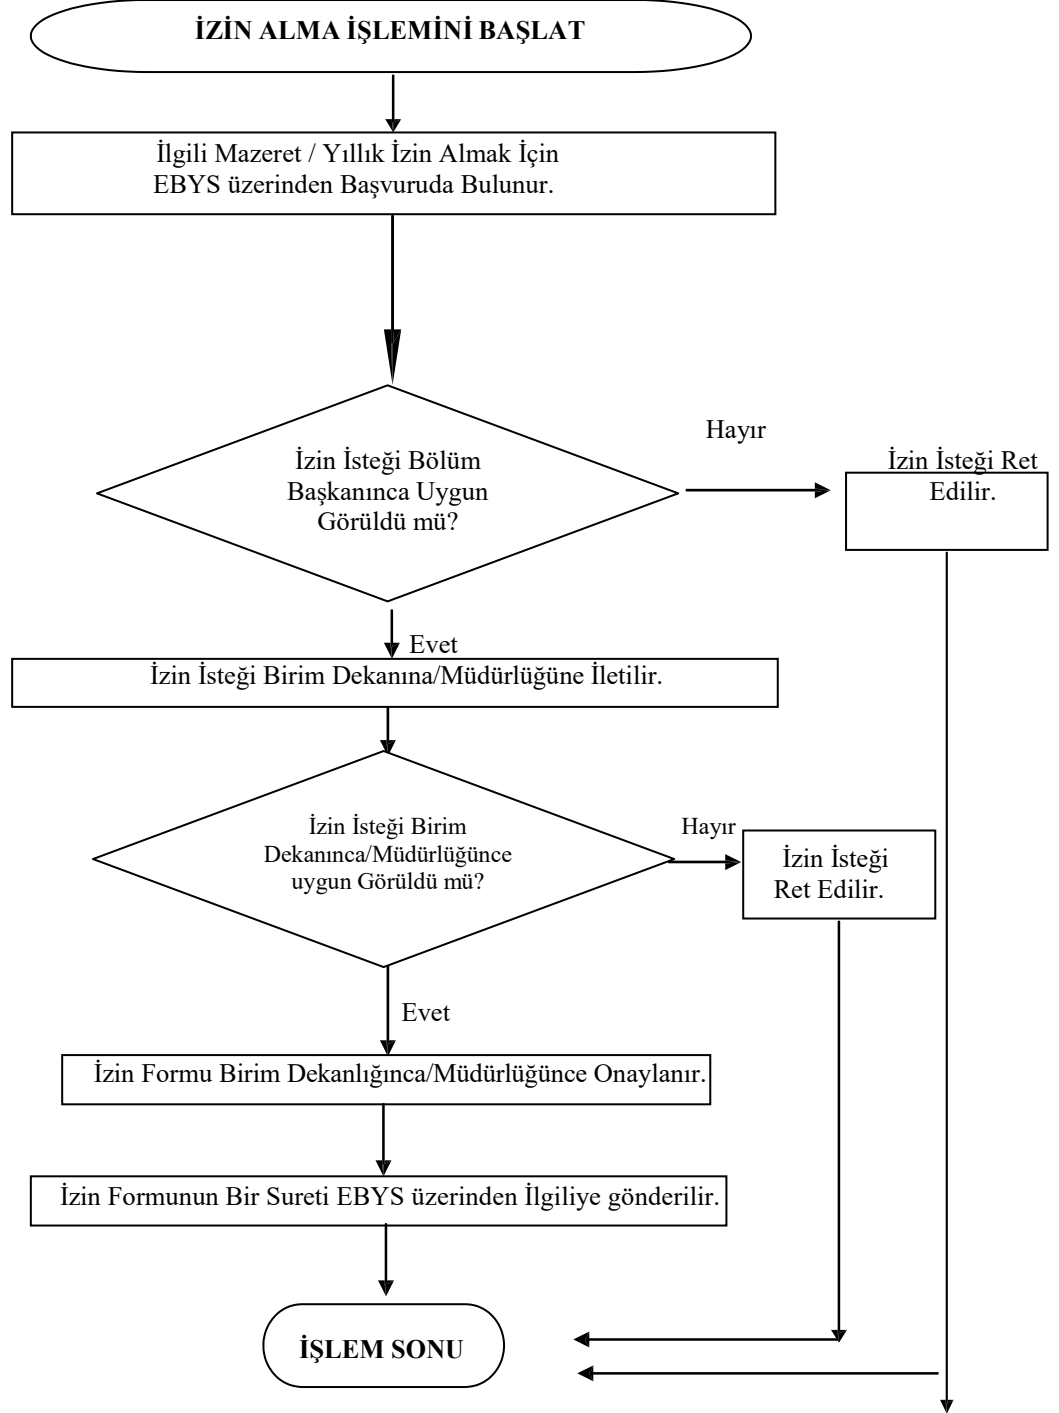 İZİN ALMA İŞLEMİNİ BAŞLAT
İlgili Mazeret / Yıllık İzin Almak İçin
EBYS üzerinden Başvuruda Bulunur.
İzin İsteği Bölüm
Başkanınca Uygun
Görüldü mü?
Hayır
İzin İsteği Ret
Edilir.
Evet
İzin İsteği Birim Dekanına/Müdürlüğüne İletilir.
İzin İsteği Birim
Dekanınca/Müdürlüğünce
uygun Görüldü mü?
Hayır
İzin İsteği
Ret Edilir.
Evet
İzin Formu Birim Dekanlığınca/Müdürlüğünce Onaylanır.
İzin Formunun Bir Sureti EBYS üzerinden İlgiliye gönderilir.
İŞLEM SONU